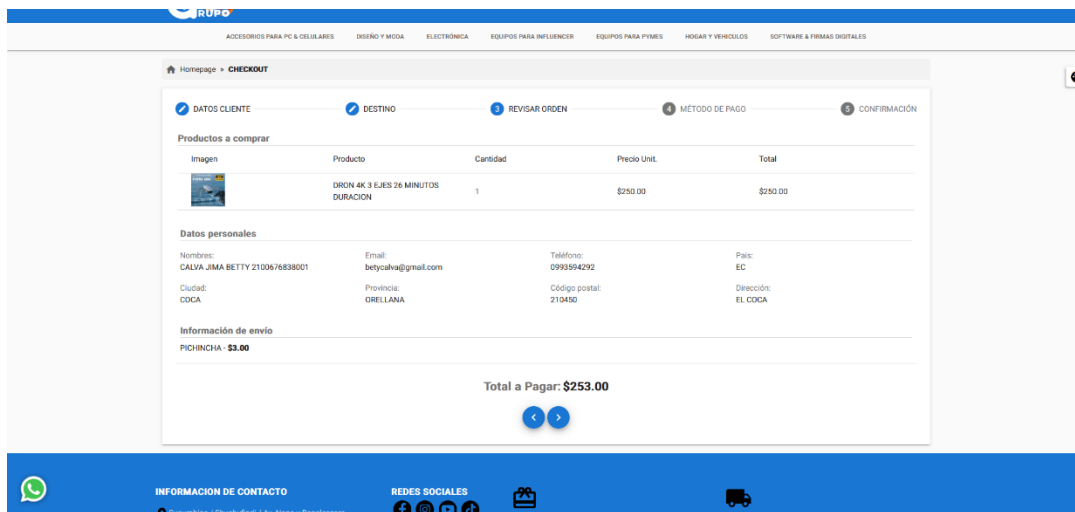 RUPO
ACCESORIOS PARA PC & CELULARES DISEÑO Y MODA ELECTRÓNICA EQUIPOS PARA INFLUENCER EQUIPOS PARA PYMES HOGAR Y VEHICULOS SOFTWARE & FIRMAS DIGITALES
Homepage » CHECKOUT
DATOS CLIENTE DESTINO 3 REVISAR ORDEN 4 MÉTODO DE PAGO 5 CONFIRMACIÓN
Productos a comprar
Imagen Producto Cantidad Precio Unit. Total
DRON 4K 3 EJES 26 MINUTOS
DURACION 1 $250.00 $250.00
Datos personales
Nombres: Email: Teléfono: Pais:
CALVA JIMA BETTY 2100676838001 betycalva@gmail.com 0993594292 EC
Ciudad: Provincia: Código postal: Dirección:
COCA ORELLANA 210450 EL COCA
Información de envío
PICHINCHA - $3.00
Total a Pagar: $253.00
INFORMACION DE CONTACTO REDES SOCIALES